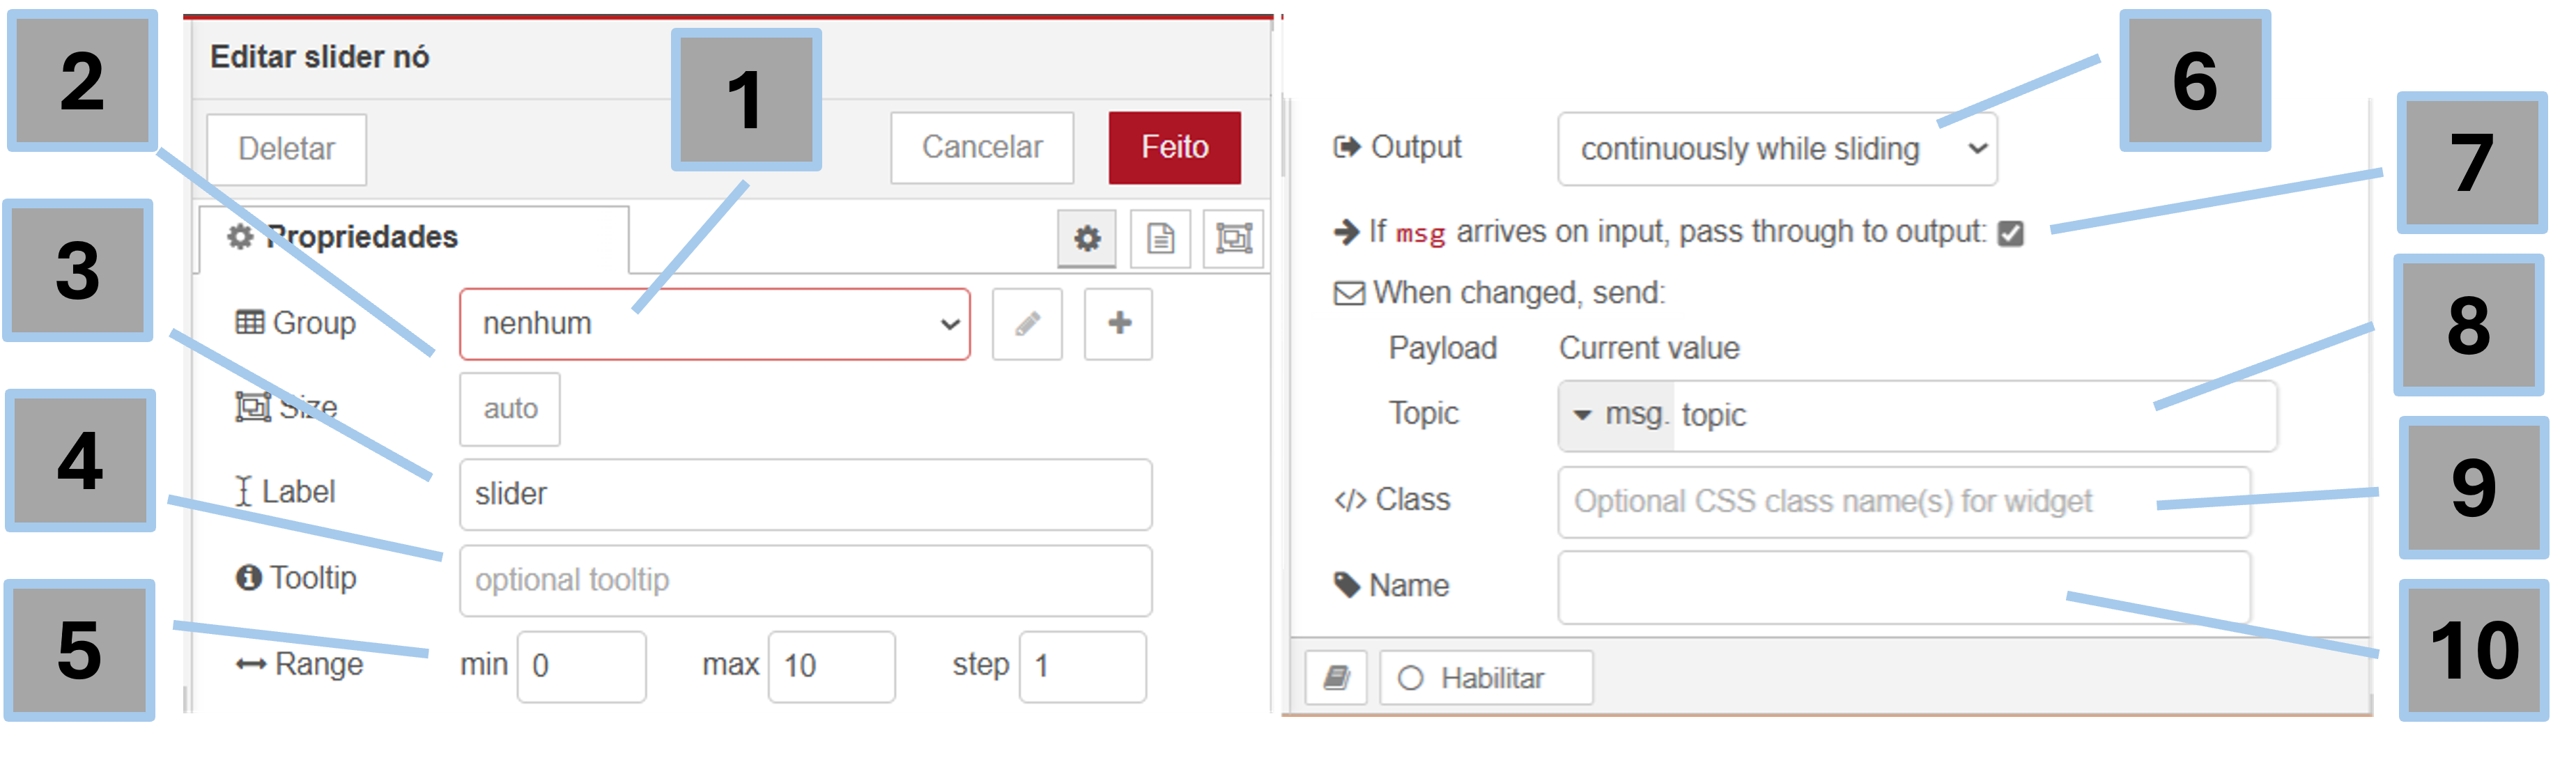 2
1
6
Editar slider nó
Deletar
Cancelar
Feito
Output
continuously while sliding
7
3
Propriedades
If msg arrives on input, pass through to output:
When changed, send:
Group
nenhum
8
Payload
Current value
Size
auto
Topic
msg. topic
4
Label
slider
Class
Optional CSS class name(s) for widget
9
Tooltip
optional tooltip
Name
5
Range
min 0
max 10
step 1
10
Habilitar